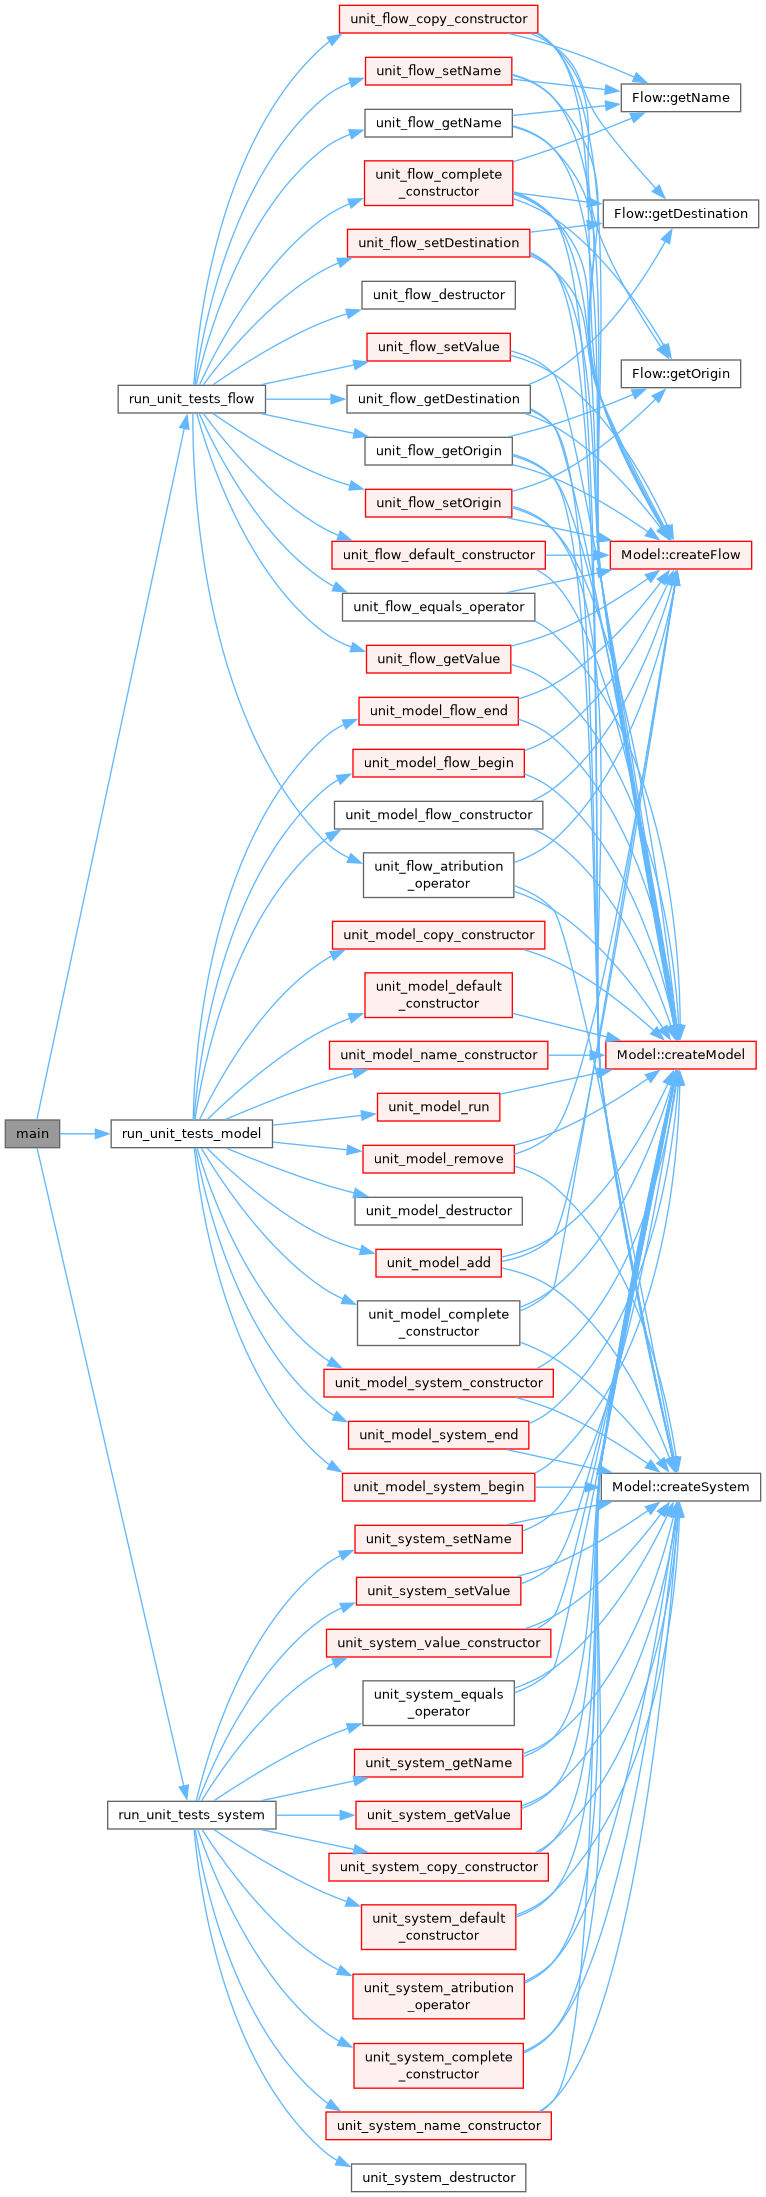 unit_flow_copy_constructor
unit_flow_setName
Flow::getName
unit_flow_getName
unit_flow_complete
_constructor
Flow::getDestination
unit_flow_setDestination
unit_flow_destructor
unit_flow_setValue
Flow::getOrigin
run_unit_tests_flow
unit_flow_getDestination
unit_flow_getOrigin
unit_flow_setOrigin
unit_flow_default_constructor
Model::createFlow
unit_flow_equals_operator
unit_flow_getValue
unit_model_flow_end
unit_model_flow_begin
unit_model_flow_constructor
unit_flow_atribution
_operator
unit_model_copy_constructor
unit_model_default
_constructor
unit_model_name_constructor
Model::createModel
unit_model_run
main
run_unit_tests_model
unit_model_remove
unit_model_destructor
unit_model_add
unit_model_complete
_constructor
unit_model_system_constructor
unit_model_system_end
unit_model_system_begin
Model::createSystem
unit_system_setName
unit_system_setValue
unit_system_value_constructor
unit_system_equals
_operator
unit_system_getName
run_unit_tests_system
unit_system_getValue
unit_system_copy_constructor
unit_system_default
_constructor
unit_system_atribution
_operator
unit_system_complete
_constructor
unit_system_name_constructor
unit_system_destructor